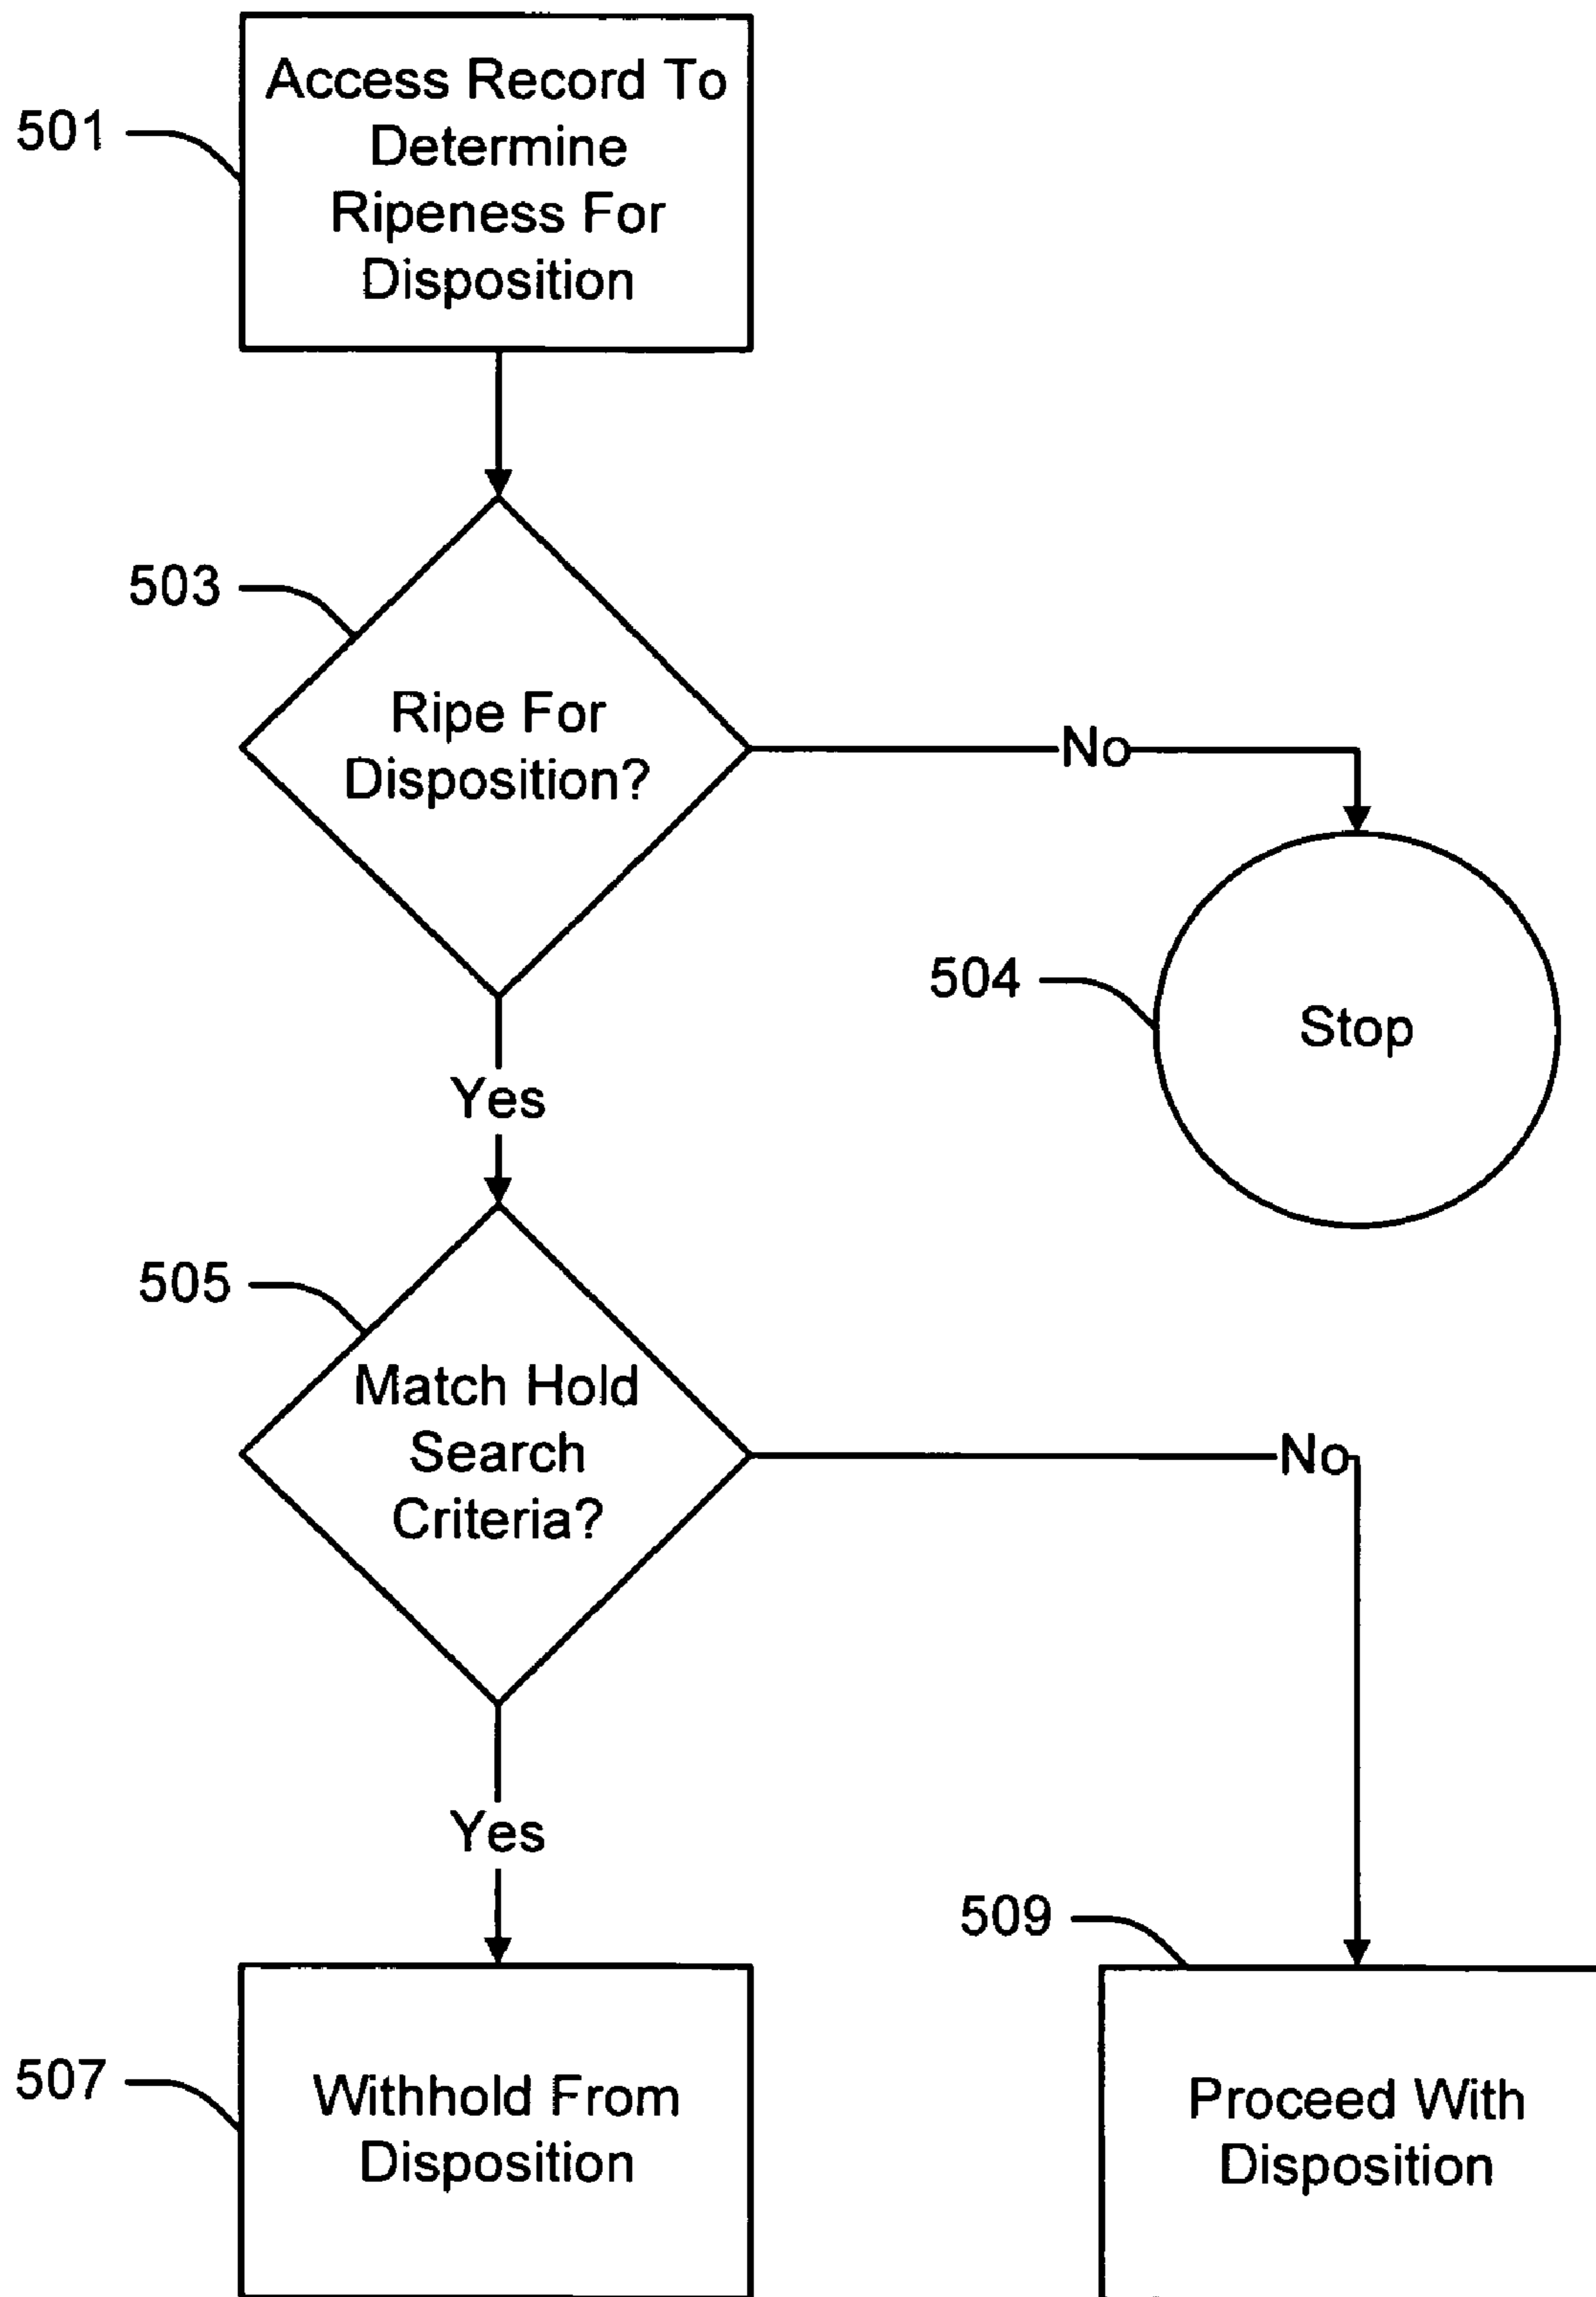 501
Access Record To
Determine
Ripeness For
Disposition
503
Ripe For
Disposition?
No
504
Stop
Yes
505
Match Hold
Search
Criteria?
No
Yes
507
Withhold From
Disposition
509
Proceed With
Disposition